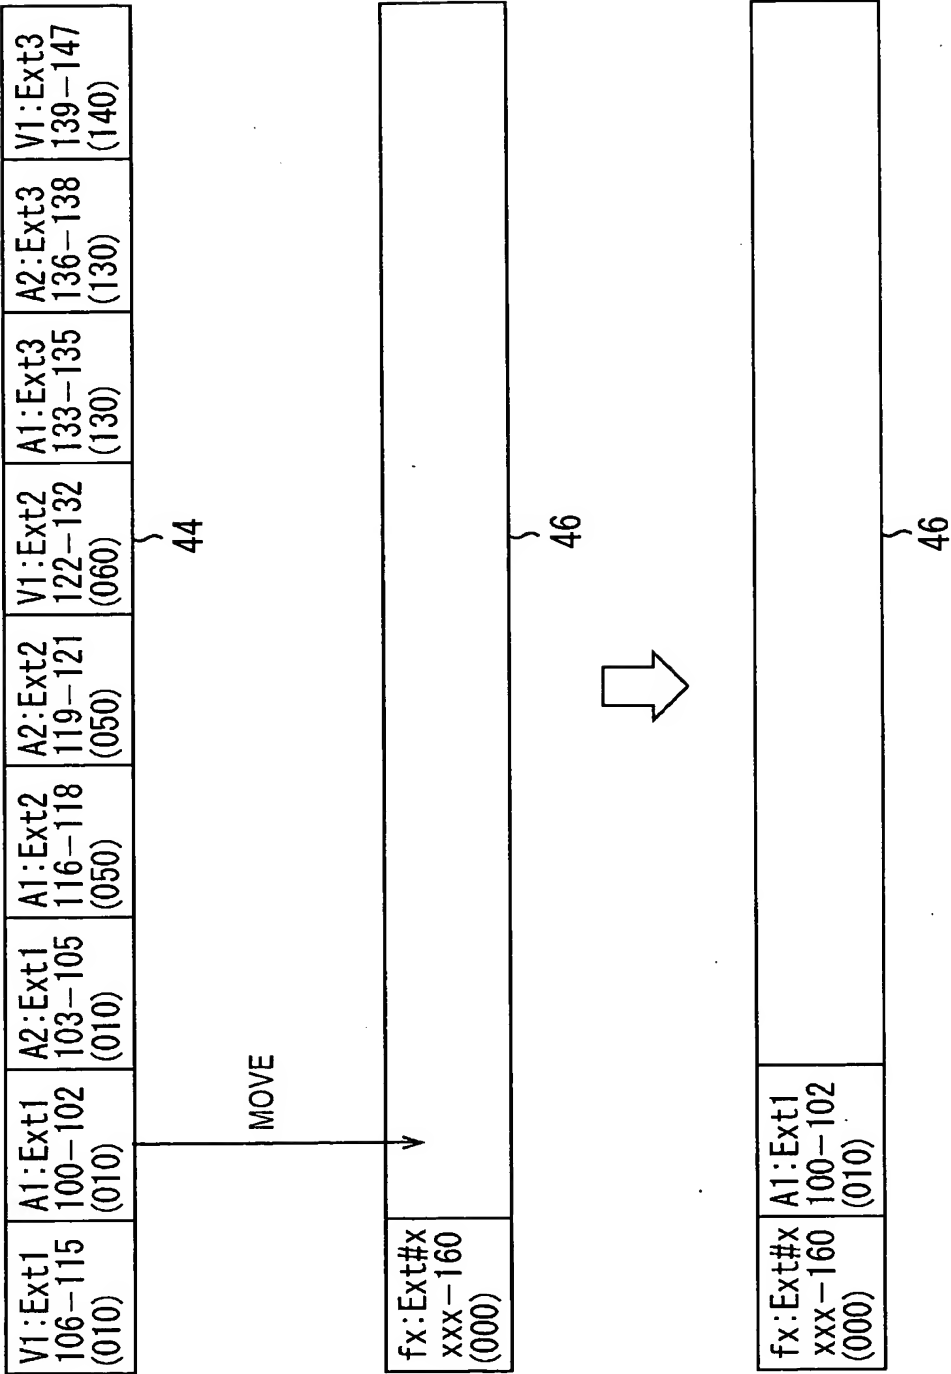 V1:Ext1
106-115
(010)
A1:Ext1
100-102
(010)
A2:Ext1
103-105
(010)
A1:Ext2
116-118
(050)
A2:Ext2
119-121
(050)
V1:Ext2
122-132
(060)
A1:Ext3
133-135
(130)
A2:Ext3
136-138
(130)
V1:Ext3
139-147
(140)
44
MOVE
fx:Ext#x
xxx-160
(000)
46
fx:Ext#x
xxx-160
(000)
A1:Ext1
100-102
(010)
46